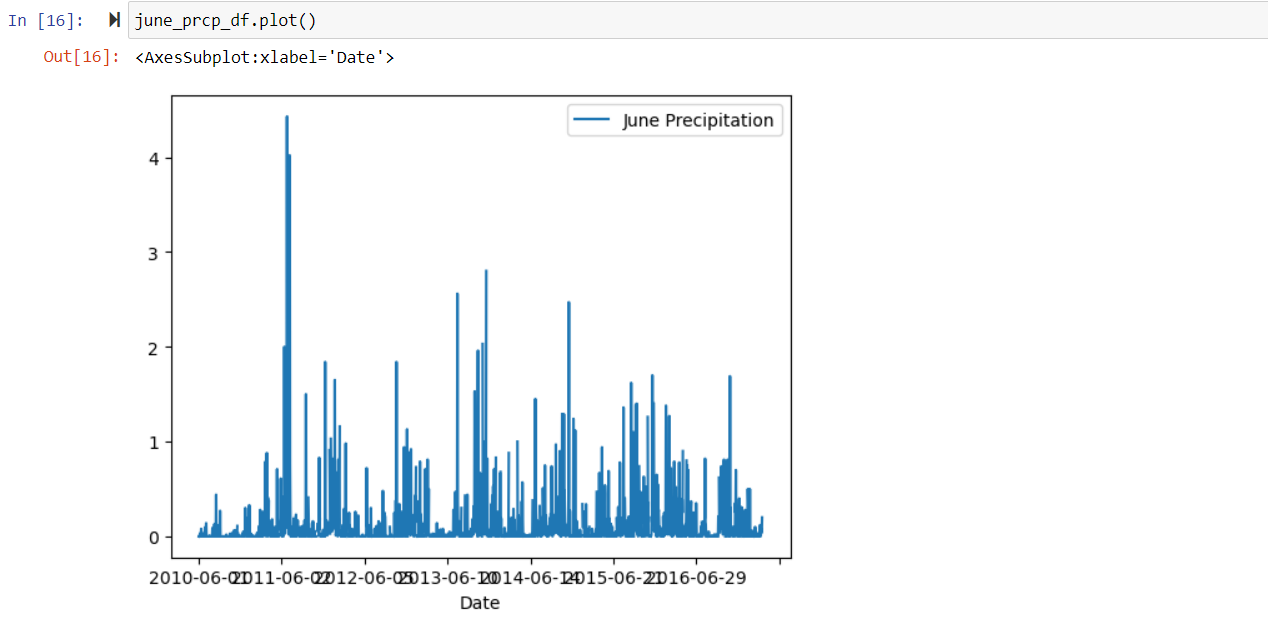 In [16]: june_prcp_df.plot()
Out[16]: <AxesSubplot:xlabel='Date'>
June Precipitation
4
3
2
1
0
2010-06-01 2011-06-02 2012-06-05 2013-06-10 2014-06-14 2015-06-21 2016-06-29
Date